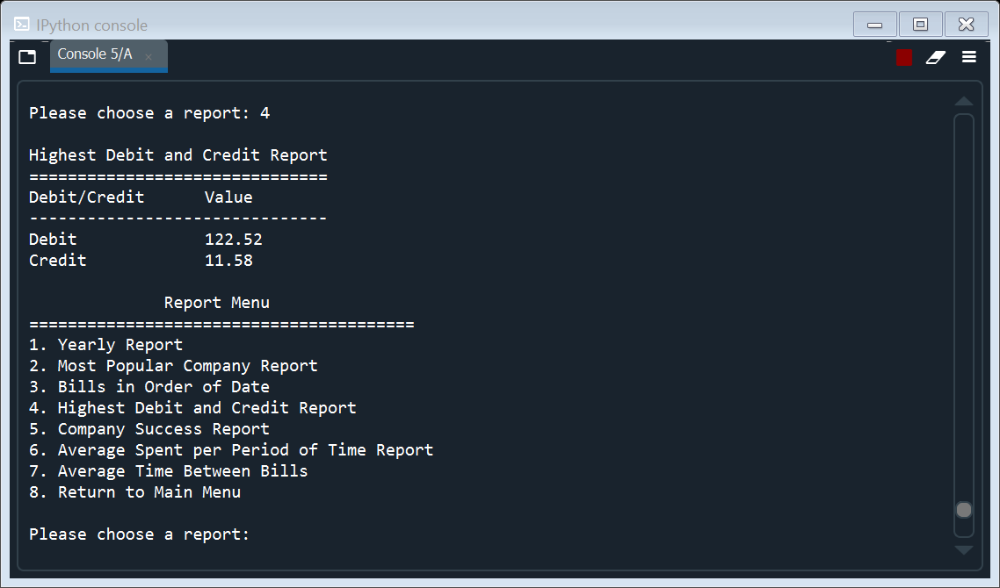 IPython console
Console 5/A
Please choose a report: 4
Highest Debit and Credit Report
===============================
Debit/Credit Value
-------------------------------
Debit 122.52
Credit 11.58
Report Menu
========================================
1. Yearly Report
2. Most Popular Company Report
3. Bills in Order of Date
4. Highest Debit and Credit Report
5. Company Success Report
6. Average Spent per Period of Time Report
7. Average Time Between Bills
8. Return to Main Menu
Please choose a report: